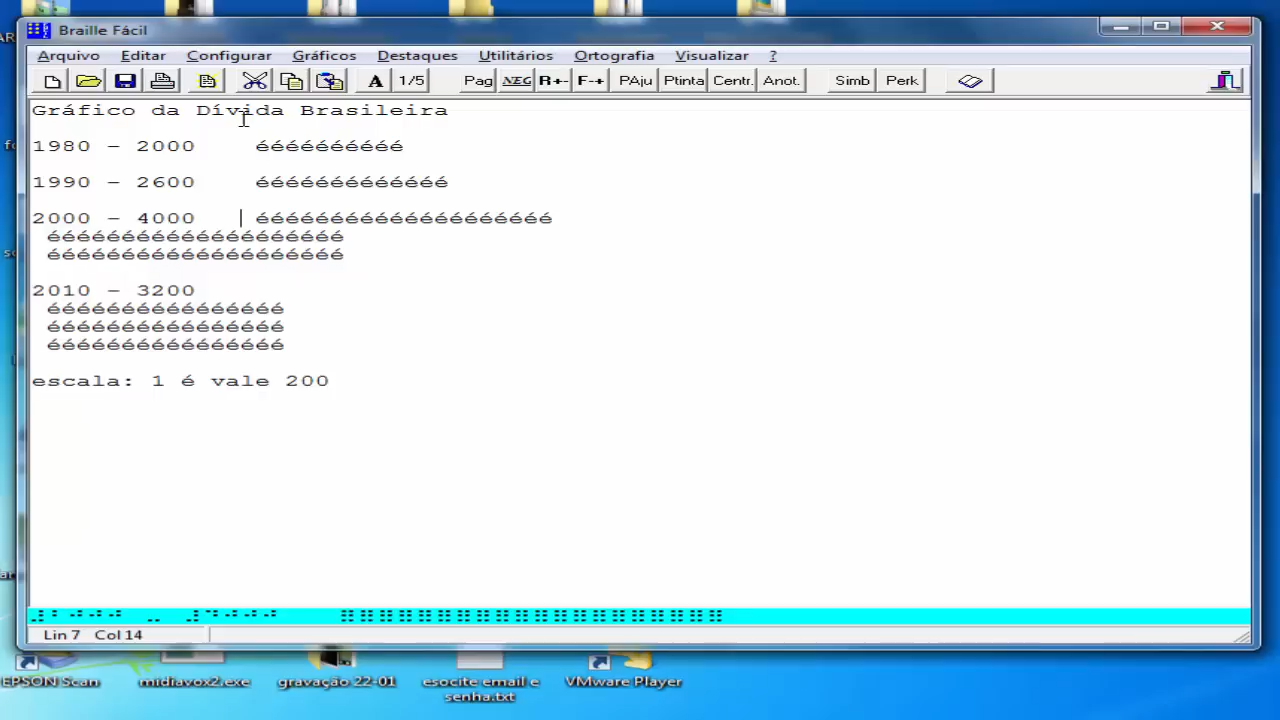 Braille Fácil
Arquivo Editar Configurar Gráficos Destaques Utilitários Ortografia Visualizar ?
A 1/5 Pag NEG R+- F-+ PAju Ptinta Centr. Anot. Simb Perk
Gráfico da Dívida Brasileira
1980 – 2000 éééééééééé
1990 – 2600 ééééééééééééé
2000 – 4000 éééééééééééééééééééé
éééééééééééééééééééé
éééééééééééééééééééé
2010 – 3200
éééééééééééééééé
éééééééééééééééé
éééééééééééééééé
escala: 1 é vale 200
Lin 7 Col 14
EPSON Scan midiavox2.exe gravação 22-01 esocite email e senha.txt VMware Player